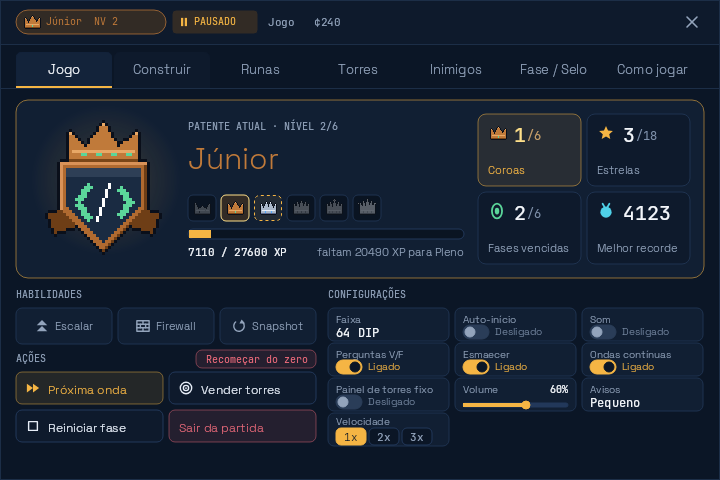 Júnior NV 2 PAUSADO Jogo ¢240
Jogo Construir Runas Torres Inimigos Fase / Selo Como jogar
PATENTE ATUAL · NÍVEL 2/6
Júnior
7110 / 27600 XP faltam 20490 XP para Pleno
1/6
Coroas
3/18
Estrelas
2/6
Fases vencidas
4123
Melhor recorde
HABILIDADES
Escalar Firewall Snapshot
AÇÕES Recomeçar do zero
Próxima onda Vender torres
Reiniciar fase Sair da partida
CONFIGURAÇÕES
Faixa
64 DIP
Auto-início
Desligado
Som
Desligado
Perguntas V/F
Ligado
Esmaecer
Ligado
Ondas contínuas
Ligado
Painel de torres fixo
Desligado
Volume 60%
Avisos
Pequeno
Velocidade
1x 2x 3x